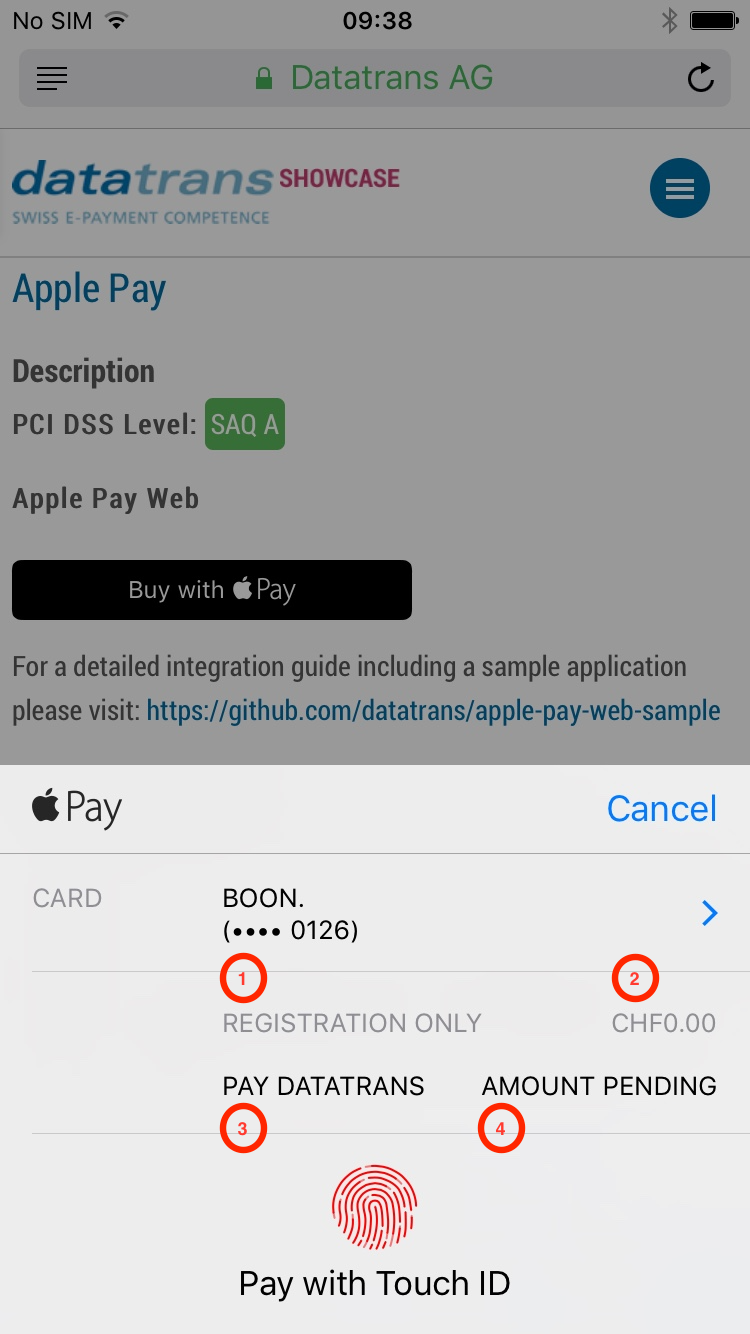 No SIM 09:38
Datatrans AG
datatrans SHOWCASE
SWISS E-PAYMENT COMPETENCE
Apple Pay
Description
PCI DSS Level: SAQ A
Apple Pay Web
Buy with Pay
For a detailed integration guide including a sample application
please visit: https://github.com/datatrans/apple-pay-web-sample
Pay Cancel
CARD BOON.
(•••• 0126)
1 2
REGISTRATION ONLY CHF0.00
PAY DATATRANS AMOUNT PENDING
3 4
Pay with Touch ID